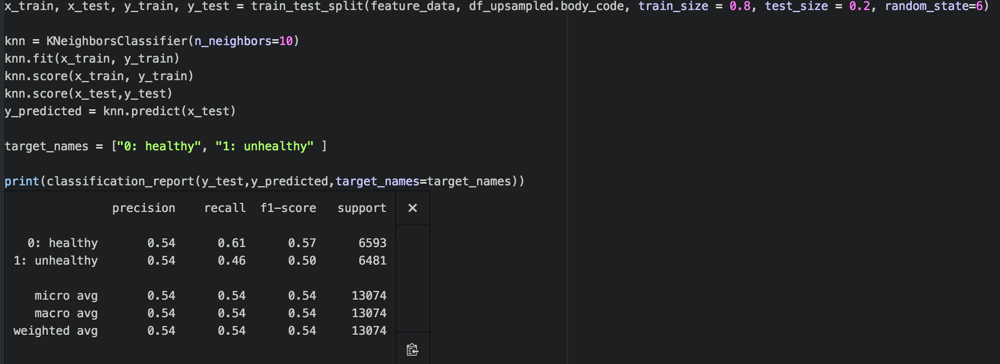 x_train, x_test, y_train, y_test = train_test_split(feature_data, df_upsampled.body_code, train_size = 0.8, test_size = 0.2, random_state=6)
knn = KNeighborsClassifier(n_neighbors=10)
knn.fit(x_train, y_train)
knn.score(x_train, y_train)
knn.score(x_test,y_test)
y_predicted = knn.predict(x_test)
target_names = ["0: healthy", "1: unhealthy" ]
print(classification_report(y_test,y_predicted,target_names=target_names))
precision recall f1-score support
0: healthy 0.54 0.61 0.57 6593
1: unhealthy 0.54 0.46 0.50 6481
micro avg 0.54 0.54 0.54 13074
macro avg 0.54 0.54 0.54 13074
weighted avg 0.54 0.54 0.54 13074